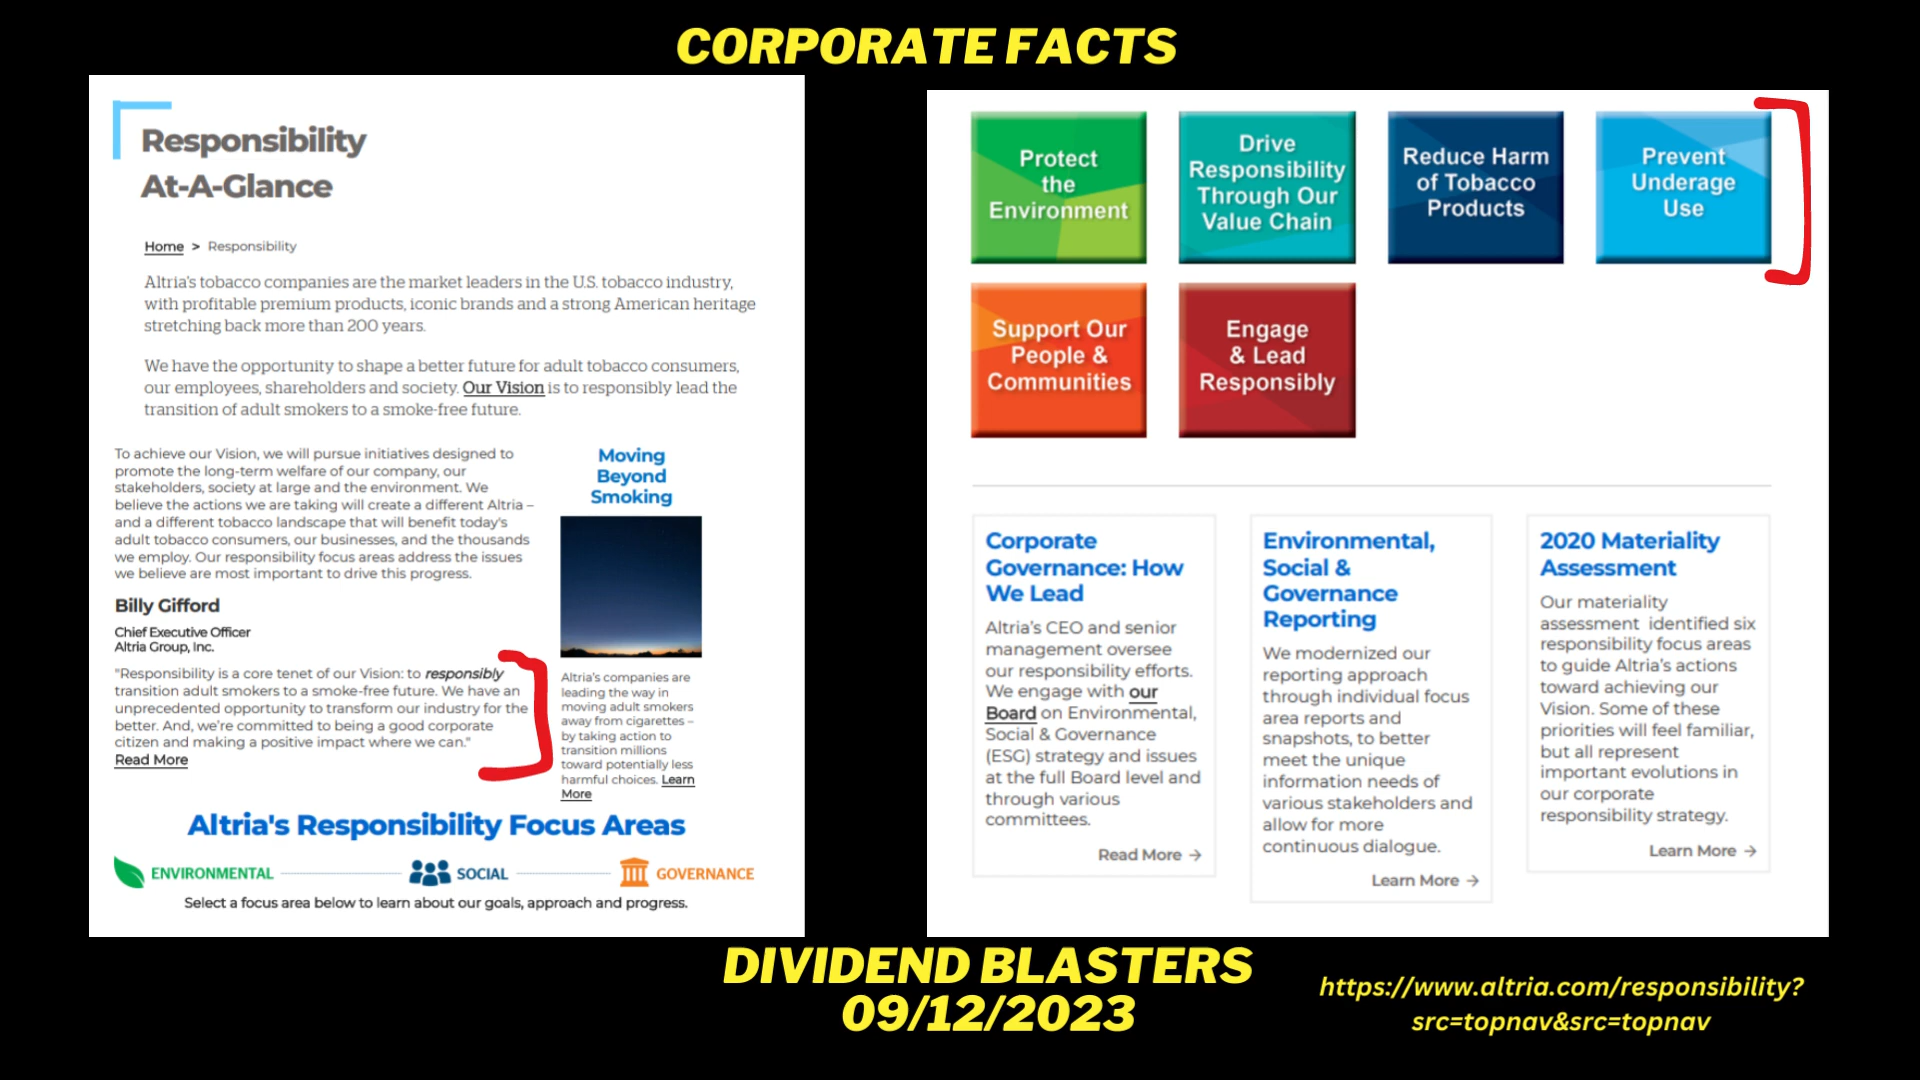 CORPORATE FACTS
Responsibility
At-A-Glance
Home > Responsibility
Altria's tobacco companies are the market leaders in the U.S. tobacco industry,
with profitable premium products, iconic brands and a strong American heritage
stretching back more than 200 years.
We have the opportunity to shape a better future for adult tobacco consumers,
our employees, shareholders and society. Our Vision is to responsibly lead the
transition of adult smokers to a smoke-free future.
To achieve our Vision, we will pursue initiatives designed to
promote the long-term welfare of our company, our
stakeholders, society at large and the environment. We
believe the actions we are taking will create a different Altria –
and a different tobacco landscape that will benefit today's
adult tobacco consumers, our businesses, and the thousands
we employ. Our responsibility focus areas address the issues
we believe are most important to drive this progress.
Billy Gifford
Chief Executive Officer
Altria Group, Inc.
"Responsibility is a core tenet of our Vision: to responsibly
transition adult smokers to a smoke-free future. We have an
unprecedented opportunity to transform our industry for the
better. And, we're committed to being a good corporate
citizen and making a positive impact where we can."
Read More
Moving
Beyond
Smoking
Altria's companies are
leading the way in
moving adult smokers
away from cigarettes –
by taking action to
transition millions
toward potentially less
harmful choices. Learn
More
Altria's Responsibility Focus Areas
ENVIRONMENTAL
SOCIAL
GOVERNANCE
Select a focus area below to learn about our goals, approach and progress.
Protect
the
Environment
Drive
Responsibility
Through Our
Value Chain
Reduce Harm
of Tobacco
Products
Prevent
Underage
Use
Support Our
People &
Communities
Engage
& Lead
Responsibly
Corporate
Governance: How
We Lead
Altria's CEO and senior
management oversee
our responsibility efforts.
We engage with our
Board on Environmental,
Social & Governance
(ESG) strategy and issues
at the full Board level and
through various
committees.
Read More →
Environmental,
Social &
Governance
Reporting
We modernized our
reporting approach
through individual focus
area reports and
snapshots, to better
meet the unique
information needs of
various stakeholders and
allow for more
continuous dialogue.
Learn More →
2020 Materiality
Assessment
Our materiality
assessment identified six
responsibility focus areas
to guide Altria's actions
toward achieving our
Vision. Some of these
priorities will feel familiar,
but all represent
important evolutions in
our corporate
responsibility strategy.
Learn More →
DIVIDEND BLASTERS
09/12/2023
https://www.altria.com/responsibility?
src=topnav&src=topnav